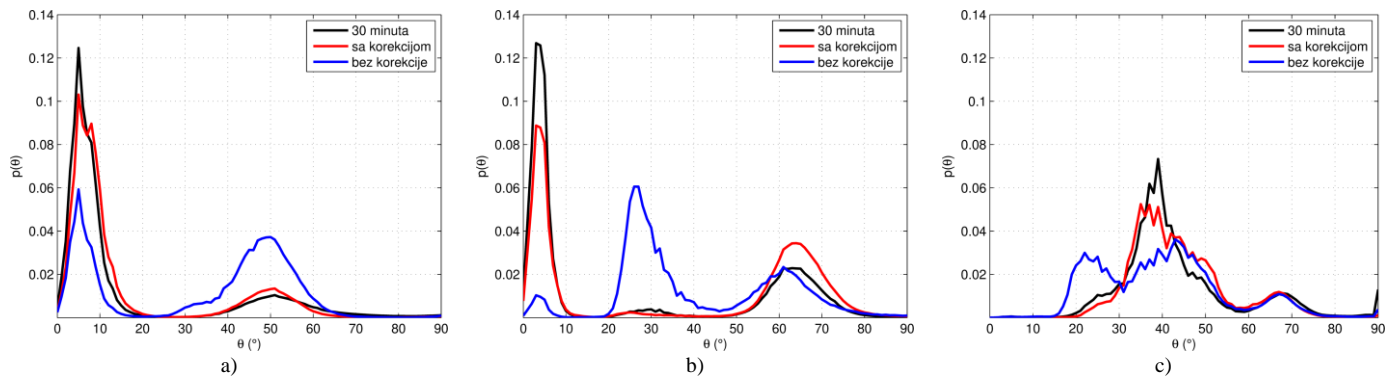 0.14
0.12
0.1
0.08
0.06
0.04
0.02
p(θ)
0 10 20 30 40 50 60 70 80 90
θ (°)
30 minuta
sa korekcijom
bez korekcije
a)
0.14
0.12
0.1
0.08
0.06
0.04
0.02
p(θ)
0 10 20 30 40 50 60 70 80 90
θ (°)
30 minuta
sa korekcijom
bez korekcije
b)
0.14
0.12
0.1
0.08
0.06
0.04
0.02
p(θ)
0 10 20 30 40 50 60 70 80 90
θ (°)
30 minuta
sa korekcijom
bez korekcije
c)